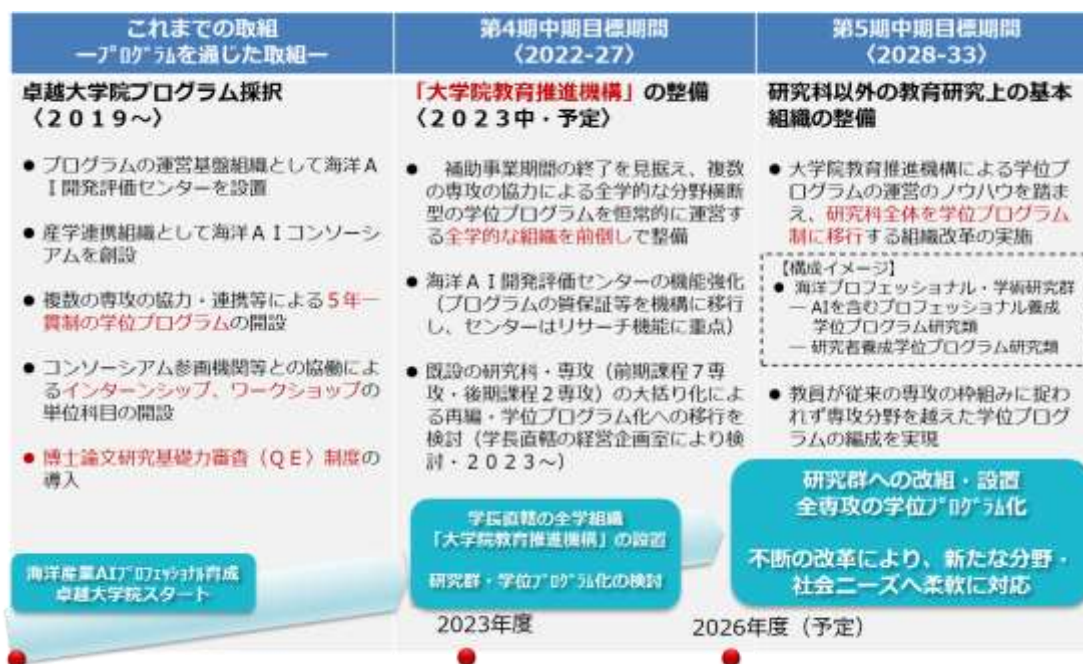 これまでの取組
ープログラムを通じた取組ー
卓越大学院プログラム採択
〈2019～〉
● プログラムの運営基盤組織として海洋A
I開発評価センターを設置
● 産学連携組織として海洋AIコンソーシ
アムを創設
● 複数の専攻の協力・連携等による5年一
貫制の学位プログラムの開設
● コンソーシアム参画機関等との協働によ
るインターンシップ、ワークショップの
単位科目の開設
● 博士論文研究基礎力審査（QE）制度の
導入
海洋産業AIプロフェッショナル育成
卓越大学院スタート
第4期中期目標期間
〈2022-27〉
「大学院教育推進機構」の整備
〈2023中・予定〉
● 補助事業期間の終了を見据え、複数
の専攻の協力による全学的な分野横断
型の学位プログラムを恒常的に運営す
る全学的な組織を前倒しで整備
● 海洋AI開発評価センターの機能強化
（プログラムの質保証等を機構に移行
し、センターはリサーチ機能に重点）
● 既設の研究科・専攻（前期課程7専
攻・後期課程2専攻）の大括り化によ
る再編・学位プログラム化への移行を
検討（学長直轄の経営企画室により検
討・2023～）
学長直轄の全学組織
「大学院教育推進機構」の設置
研究群・学位プログラム化の検討
2023年度
第5期中期目標期間
〈2028-33〉
研究科以外の教育研究上の基本
組織の整備
● 大学院教育推進機構による学位プ
ログラムの運営のノウハウを踏ま
え、研究科全体を学位プログラム
制に移行する組織改革の実施
【構成イメージ】
● 海洋プロフェッショナル・学術研究群
― AIを含むプロフェッショナル養成
学位プログラム研究類
― 研究者養成学位プログラム研究類
● 教員が従来の専攻の枠組みに捉わ
れず専攻分野を越えた学位プログ
ラムの編成を実現
研究群への改組・設置
全専攻の学位プログラム化
不断の改革により、新たな分野・
社会ニーズへ柔軟に対応
2026年度（予定）